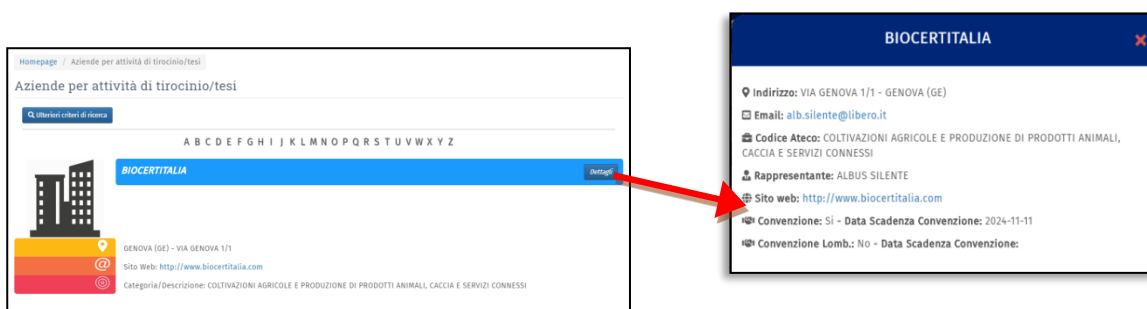 Homepage / Aziende per attività di tirocinio/tesi
Aziende per attività di tirocinio/tesi
Ulteriori criteri di ricerca
A B C D E F G H I J K L M N O P Q R S T U V W X Y Z
BIOCERTITALIA
Dettagli
GENOVA (GE) - VIA GENOVA 1/1
@
Sito Web: http://www.biocertitalia.com
Categoria/Descrizione: COLTIVAZIONI AGRICOLE E PRODUZIONE DI PRODOTTI ANIMALI, CACCIA E SERVIZI CONNESSI
BIOCERTITALIA
Indirizzo: VIA GENOVA 1/1 - GENOVA (GE)
Email: alb.silente@libero.it
Codice Ateco: COLTIVAZIONI AGRICOLE E PRODUZIONE DI PRODOTTI ANIMALI,
CACCIA E SERVIZI CONNESSI
Rappresentante: ALBUS SILENTE
Sito web: http://www.biocertitalia.com
Convenzione: Sì - Data Scadenza Convenzione: 2024-11-11
Convenzione Lomb.: No - Data Scadenza Convenzione: